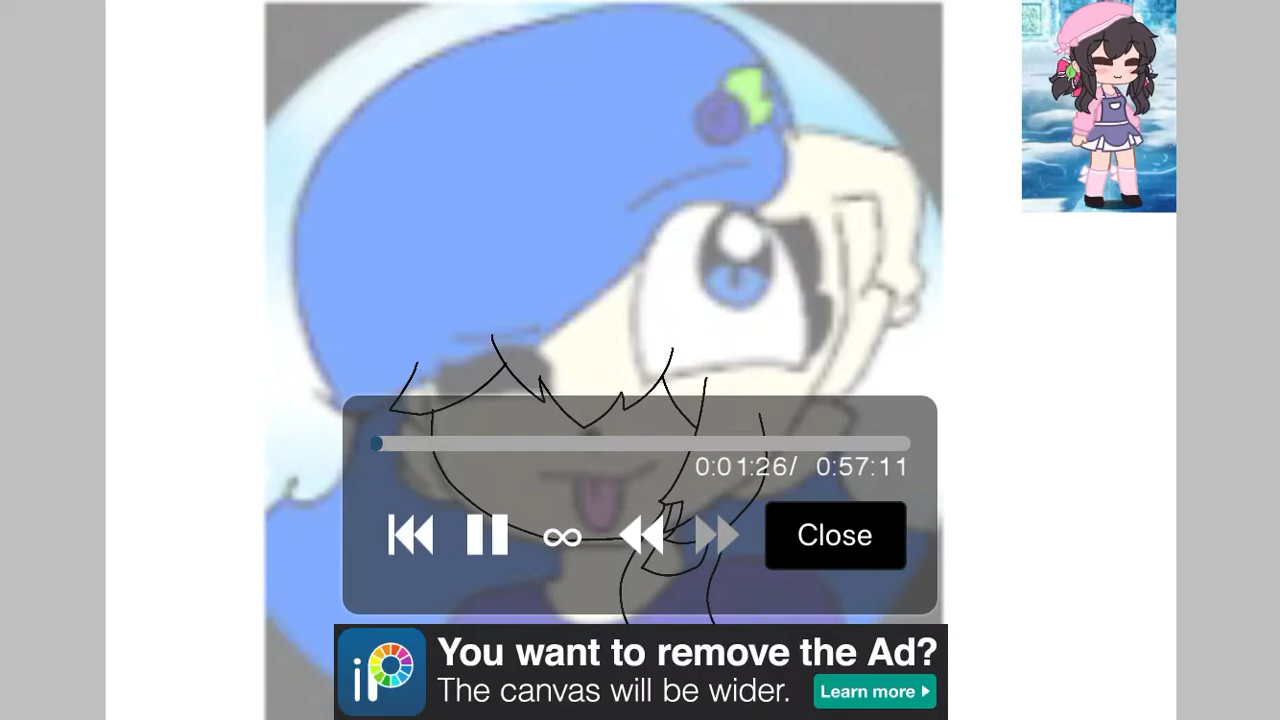 0:01:26/ 0:57:11
Close
iP
You want to remove the Ad?
The canvas will be wider.
Learn more